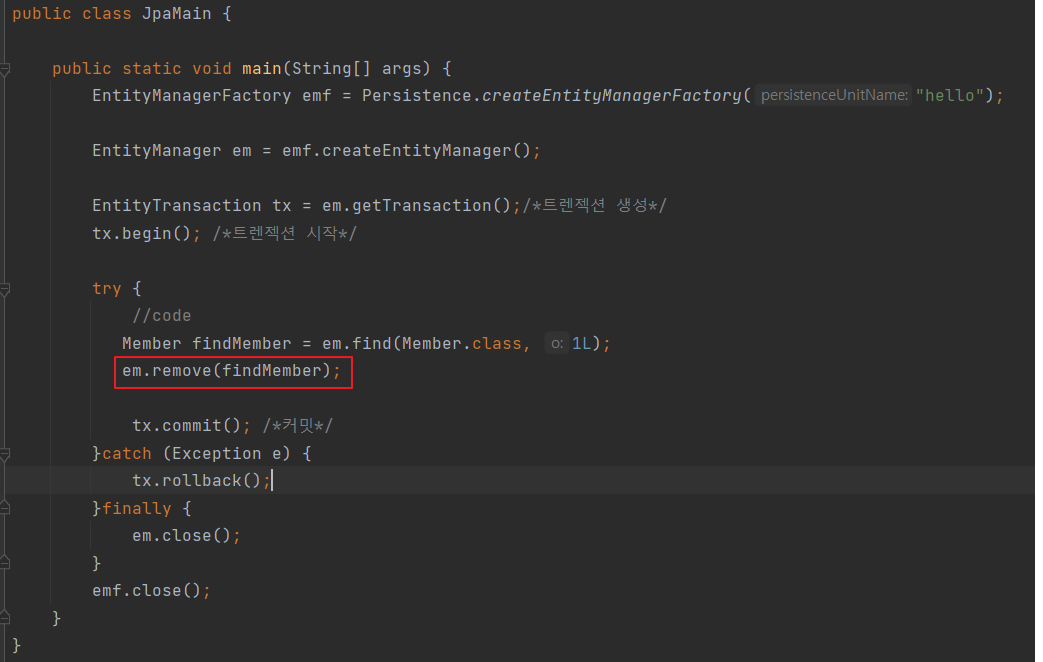 public class JpaMain {
public static void main(String[] args) {
EntityManagerFactory emf = Persistence.createEntityManagerFactory( persistenceUnitName: "hello");
EntityManager em = emf.createEntityManager();
EntityTransaction tx = em.getTransaction();/*트렌젝션 생성*/
tx.begin(); /*트렌젝션 시작*/
try {
//code
Member findMember = em.find(Member.class, o: 1L);
em.remove(findMember);
tx.commit(); /*커밋*/
}catch (Exception e) {
tx.rollback();
}finally {
em.close();
}
emf.close();
}
}